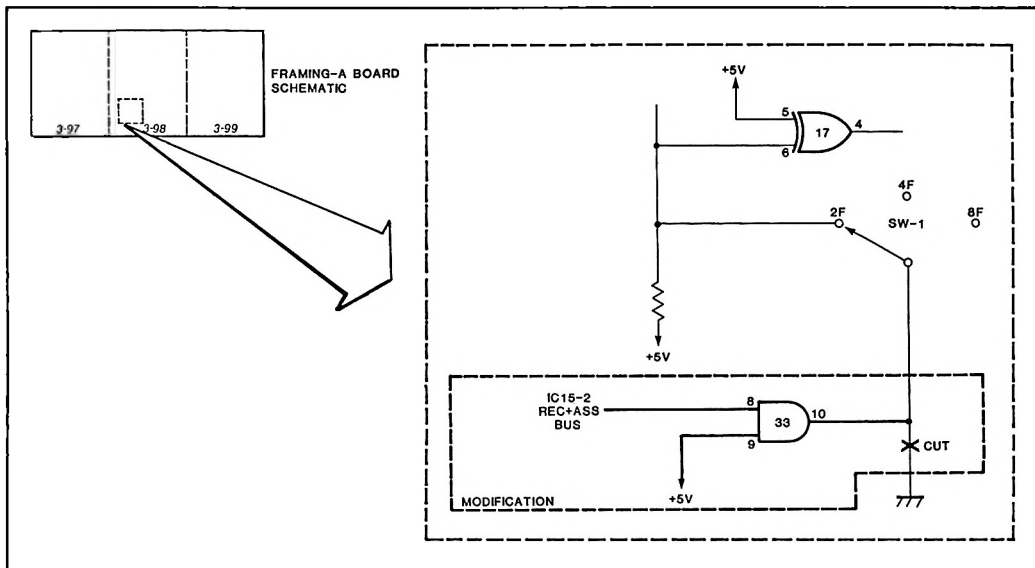 FRAMING-A BOARD
SCHEMATIC
3-97
3-98
3-99
+5V
5
17
4
6
4F
2F
SW-1
8F
+5V
IC15-2
REC+ASS
BUS
8
33
10
9
CUT
+5V
MODIFICATION